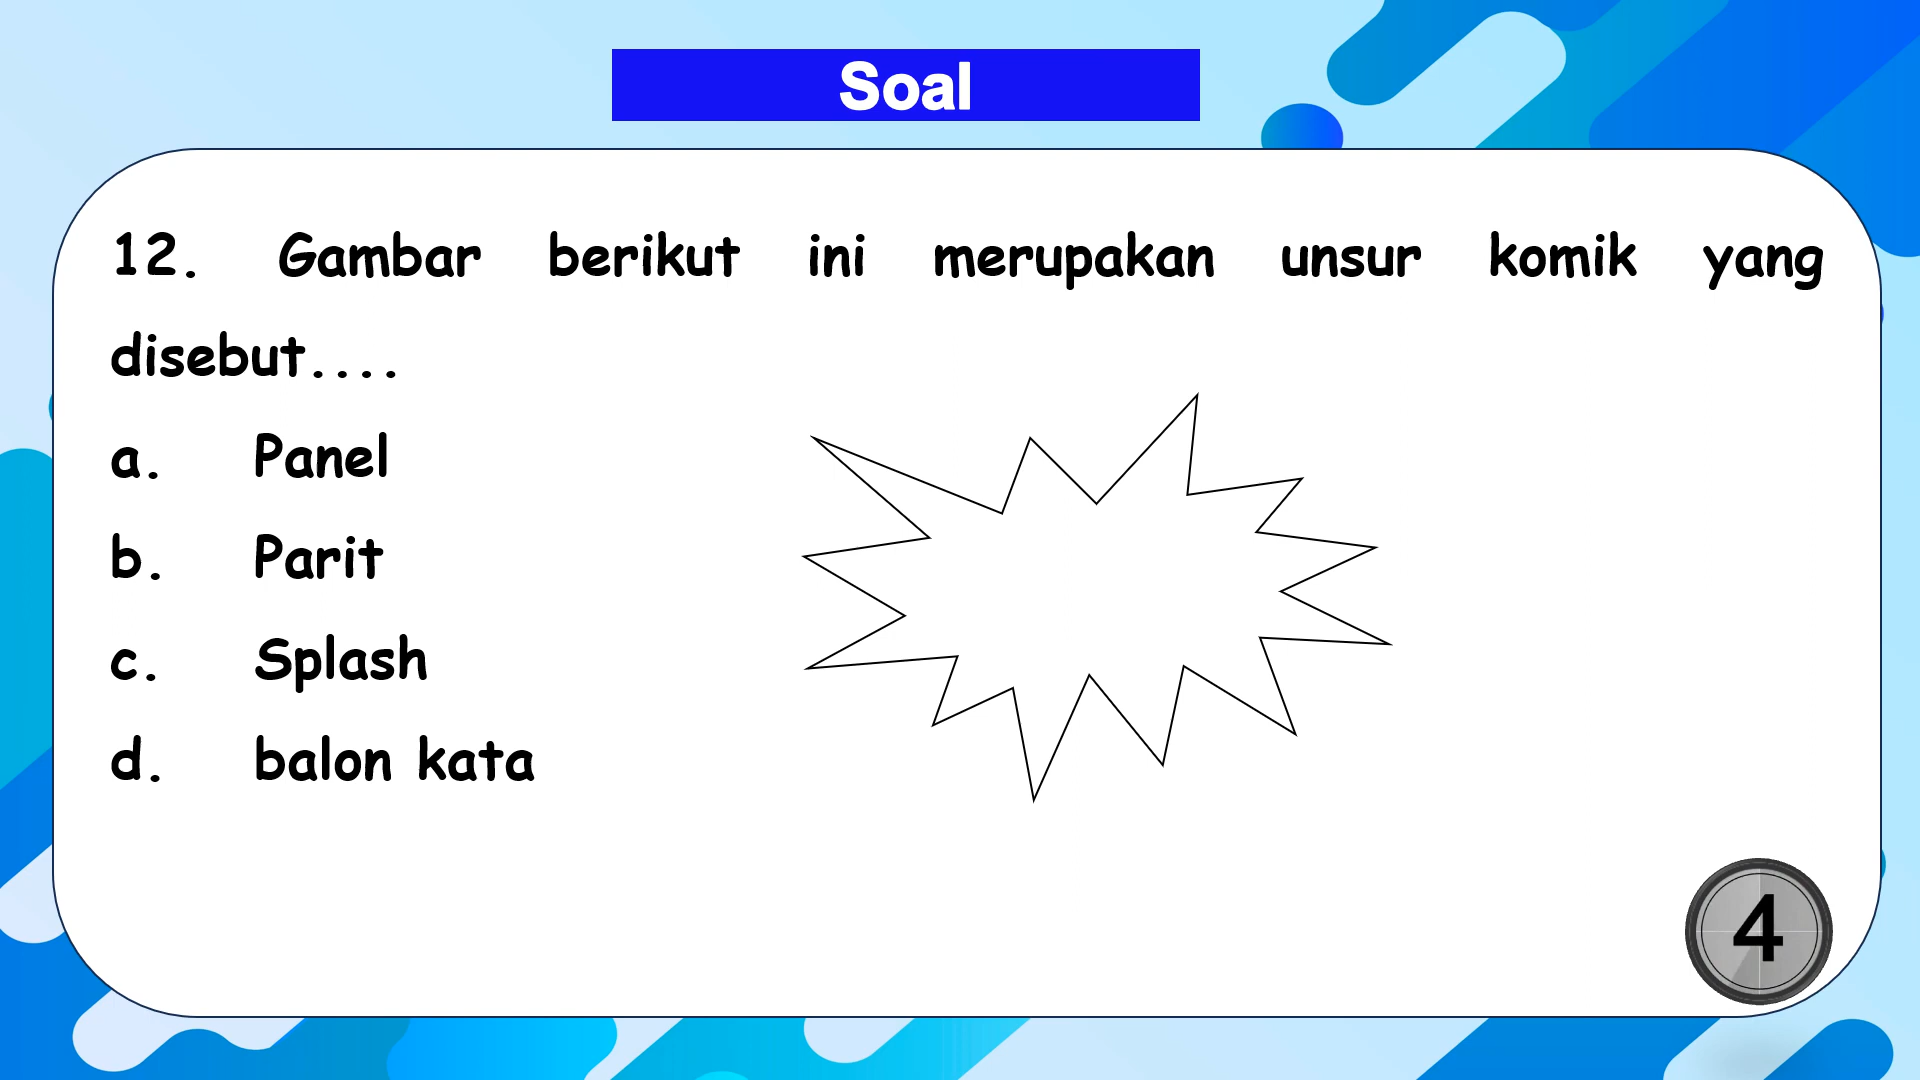 Soal
12. Gambar berikut ini merupakan unsur komik yang
disebut....
a. Panel
b. Parit
c. Splash
d. balon kata
4